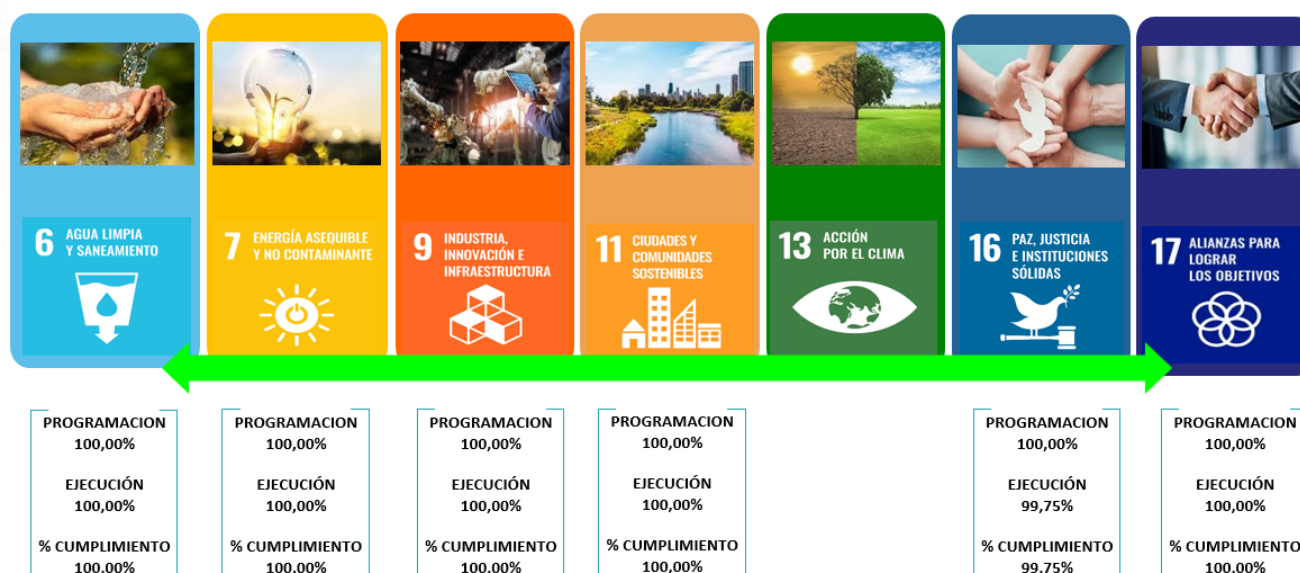 6 AGUA LIMPIA
Y SANEAMIENTO
7 ENERGÍA ASEQUIBLE
Y NO CONTAMINANTE
9 INDUSTRIA,
INNOVACIÓN E
INFRAESTRUCTURA
11 CIUDADES Y
COMUNIDADES
SOSTENIBLES
13 ACCIÓN
POR EL CLIMA
16 PAZ, JUSTICIA
E INSTITUCIONES
SÓLIDAS
17 ALIANZAS PARA
LOGRAR
LOS OBJETIVOS
PROGRAMACION
100,00%
EJECUCIÓN
100,00%
% CUMPLIMIENTO
100,00%
PROGRAMACION
100,00%
EJECUCIÓN
100,00%
% CUMPLIMIENTO
100,00%
PROGRAMACION
100,00%
EJECUCIÓN
100,00%
% CUMPLIMIENTO
100,00%
PROGRAMACION
100,00%
EJECUCIÓN
100,00%
% CUMPLIMIENTO
100,00%
PROGRAMACION
100,00%
EJECUCIÓN
99,75%
% CUMPLIMIENTO
99,75%
PROGRAMACION
100,00%
EJECUCIÓN
100,00%
% CUMPLIMIENTO
100,00%